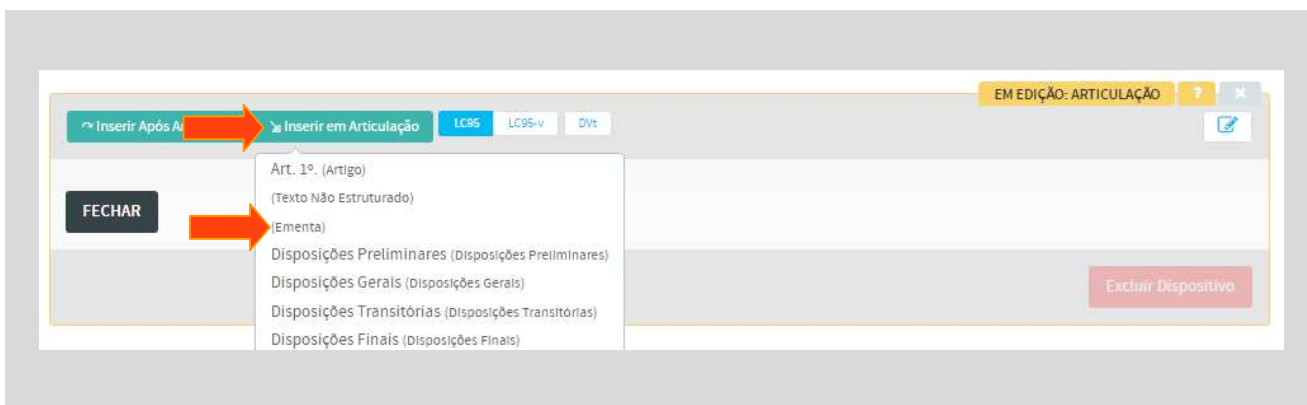 EM EDIÇÃO: ARTICULAÇÃO ?
Inserir Após Inserir em Articulação LC95 LC95-v DVt
Art. 1º. (Artigo)
(Texto Não Estruturado)
FECHAR
(Ementa)
Disposições Preliminares (Disposições Preliminares)
Disposições Gerais (Disposições Gerais)
Excluir Dispositivo
Disposições Transitórias (Disposições Transitórias)
Disposições Finais (Disposições Finais)